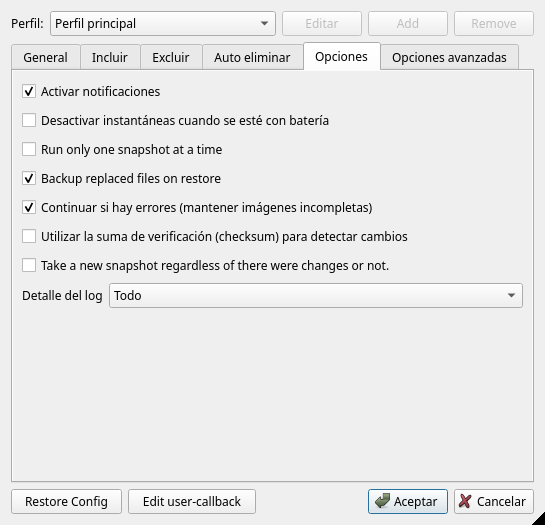 Perfil: Perfil principal Editar Add Remove
General Incluir Excluir Auto eliminar Opciones Opciones avanzadas
Activar notificaciones
Desactivar instantáneas cuando se esté con batería
Run only one snapshot at a time
Backup replaced files on restore
Continuar si hay errores (mantener imágenes incompletas)
Utilizar la suma de verificación (checksum) para detectar cambios
Take a new snapshot regardless of there were changes or not.
Detalle del log Todo
Restore Config Edit user-callback Aceptar Cancelar